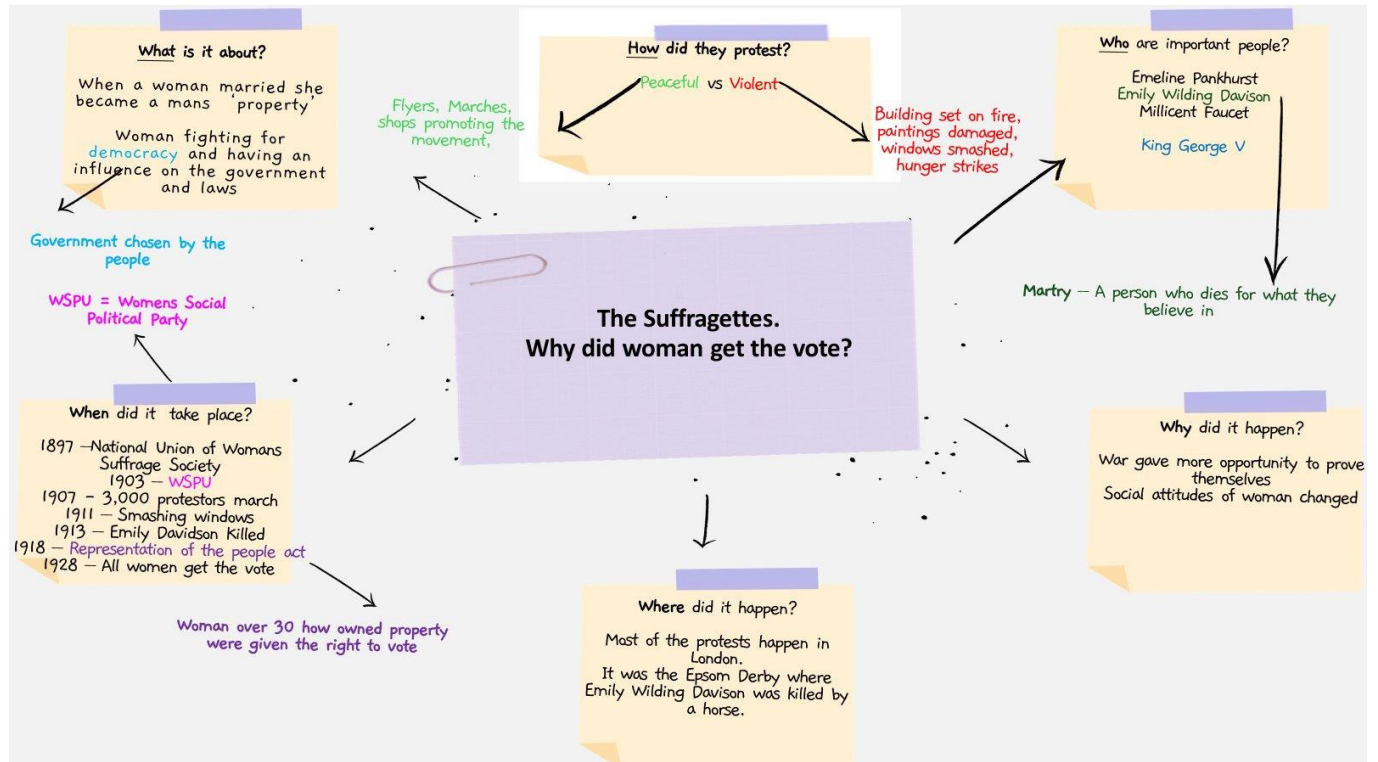 What is it about?
When a woman married she
became a mans 'property'
Woman fighting for
democracy and having an
influence on the government
and laws
Government chosen by the
people
Flyers, Marches,
shops promoting the
movement,
How did they protest?
Peaceful vs Violent
Building set on fire,
paintings damaged,
windows smashed,
hunger strikes
Who are important people?
Emeline Pankhurst
Emily Wilding Davison
Millicent Faucet
King George V
Martry – A person who dies for what they
believe in
The Suffragettes.
Why did woman get the vote?
WSPU = Womens Social
Political Party
When did it take place?
1897 –National Union of Womans
Suffrage Society
1903 – WSPU
1907 - 3,000 protestors march
1911 – Smashing windows
1913 – Emily Davidson Killed
1918 – Representation of the people act
1928 – All women get the vote
Woman over 30 how owned property
were given the right to vote
Where did it happen?
Most of the protests happen in
London.
It was the Epsom Derby where
Emily Wilding Davison was killed by
a horse.
Why did it happen?
War gave more opportunity to prove
themselves
Social attitudes of woman changed